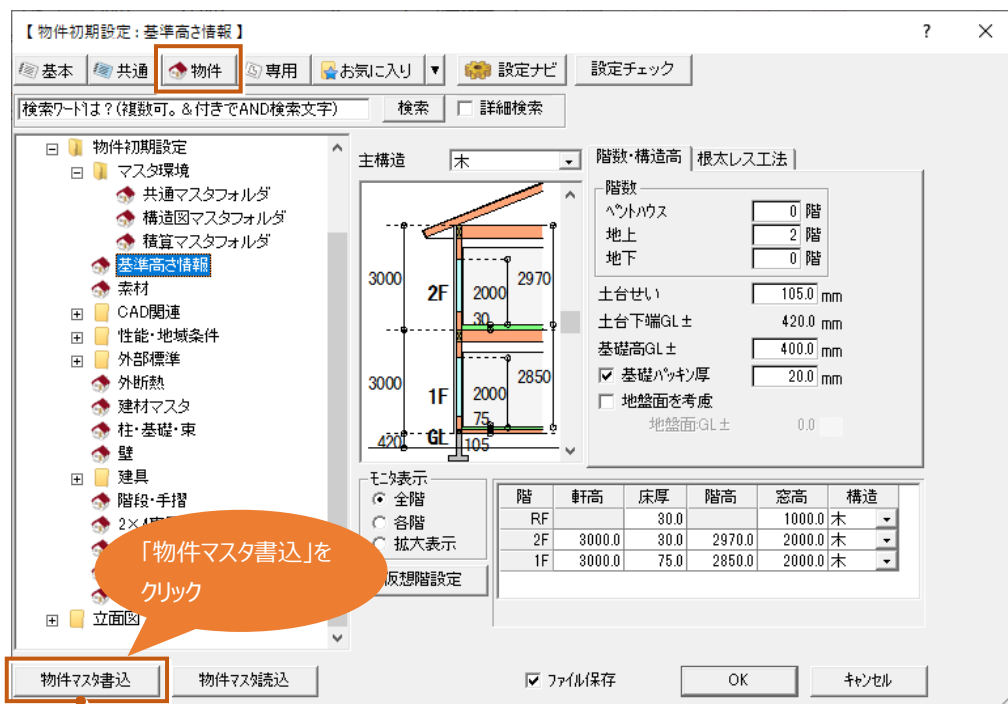 【 物件初期設定 : 基準高さ情報 】
?
×
基本
共通
物件
専用
お気に入り
▼
設定ナビ
設定チェック
検索ワードは？(複数可。&付きでAND検索文字)
検索
詳細検索
物件初期設定
マスタ環境
共通マスタフォルダ
構造図マスタフォルダ
積算マスタフォルダ
基準高さ情報
素材
CAD関連
性能・地域条件
外部標準
外断熱
建材マスタ
柱・基礎・束
壁
建具
階段・手摺
立面図
主構造 木
3000 2F 2000 2970
30
3000 1F 2000 2850
75
420 GL 105
階数・構造高
根太レス工法
階数
ペントハウス 0 階
地上 2 階
地下 0 階
土台せい 105.0 mm
土台下端GL± 420.0 mm
基礎高GL± 400.0 mm
基礎パッキン厚 20.0 mm
地盤面を考慮
地盤面:GL± 0.0
モニタ表示
全階
各階
拡大表示
仮想階設定
階 軒高 床厚 階高 窓高 構造
RF 30.0 1000.0 木
2F 3000.0 30.0 2970.0 2000.0 木
1F 3000.0 75.0 2850.0 2000.0 木
「物件マスタ書込」を
クリック
物件マスタ書込
物件マスタ読込
ファイル保存
OK
キャンセル